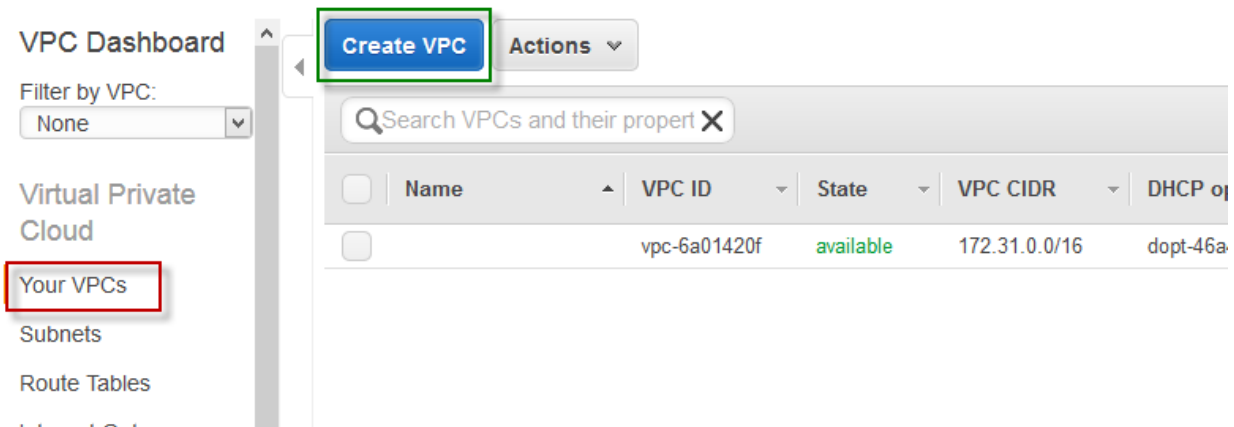 VPC Dashboard
Filter by VPC:
None
Virtual Private
Cloud
Your VPCs
Subnets
Route Tables
Create VPC Actions
Search VPCs and their propert
Name VPC ID State VPC CIDR DHCP
vpc-6a01420f available 172.31.0.0/16